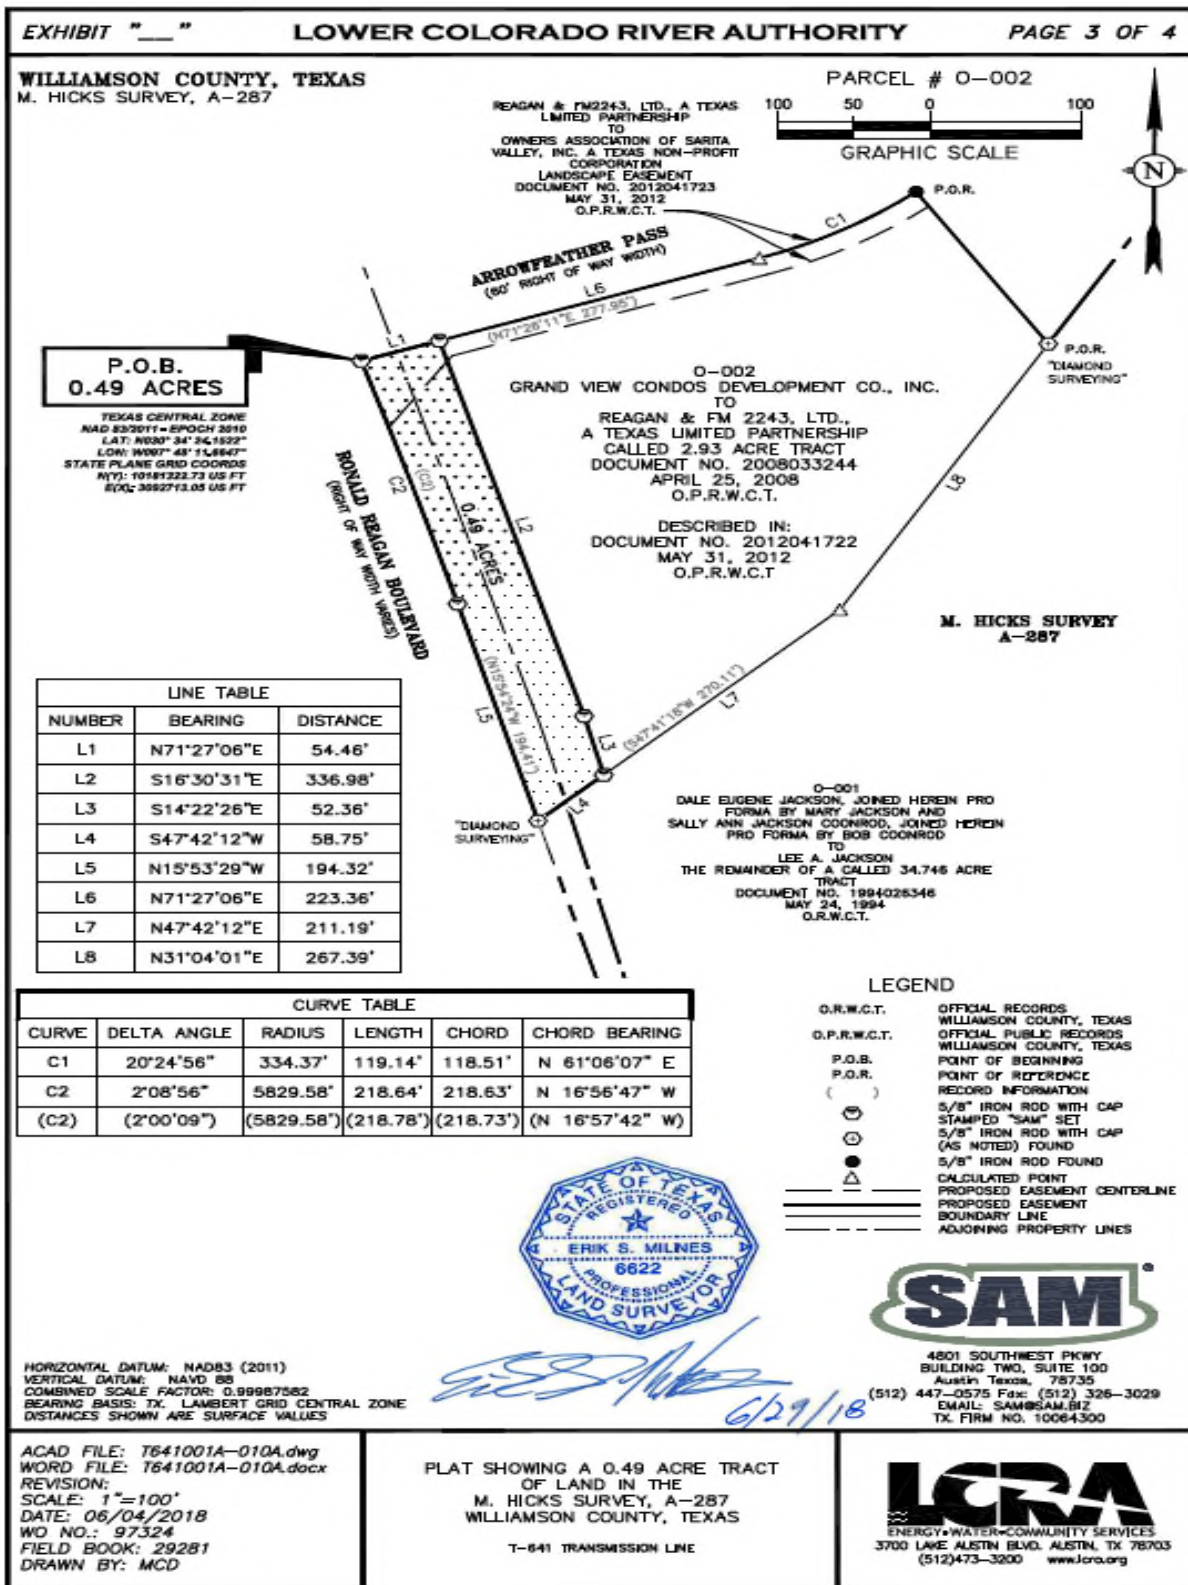 EXHIBIT "__"
LOWER COLORADO RIVER AUTHORITY
PAGE 3 OF 4
WILLIAMSON COUNTY, TEXAS
M. HICKS SURVEY, A-287
PARCEL # O-002
100 50 0 100
GRAPHIC SCALE
N
REAGAN & FM2243, LTD., A TEXAS
LIMITED PARTNERSHIP
TO
OWNERS ASSOCIATION OF SARITA
VALLEY, INC. A TEXAS NON-PROFIT
CORPORATION
LANDSCAPE EASEMENT
DOCUMENT NO. 2012041723
MAY 31, 2012
O.P.R.W.C.T.
P.O.R.
C1
ARROWFEATHER PASS
(60' RIGHT OF WAY WIDTH)
L6
(N71°28'11"E 277.95')
L1
P.O.B.
0.49 ACRES
TEXAS CENTRAL ZONE
NAD 83/2011 - EPOCH 2010
LAT: N030° 34' 24.1522"
LON: W097° 48' 11.6647"
STATE PLANE GRID COORDS
N(Y): 10181322.73 US FT
E(X): 3092713.05 US FT
P.O.R.
"DIAMOND
SURVEYING"
O-002
GRAND VIEW CONDOS DEVELOPMENT CO., INC.
TO
REAGAN & FM 2243, LTD.,
A TEXAS LIMITED PARTNERSHIP
CALLED 2.93 ACRE TRACT
DOCUMENT NO. 2008033244
APRIL 25, 2008
O.P.R.W.C.T.
DESCRIBED IN:
DOCUMENT NO. 2012041722
MAY 31, 2012
O.P.R.W.C.T
RONALD REAGAN BOULEVARD
(RIGHT OF WAY WIDTH VARIES)
C2
(C2)
0.49 ACRES
L2
L8
M. HICKS SURVEY
A-287
(N15°54'24"W 194.41')
L5
L3
L4
(S47°41'18"W 270.11')
L7
"DIAMOND
SURVEYING"
O-001
DALE EUGENE JACKSON, JOINED HEREIN PRO
FORMA BY MARY JACKSON AND
SALLY ANN JACKSON COONROD, JOINED HEREIN
PRO FORMA BY BOB COONROD
TO
LEE A. JACKSON
THE REMAINDER OF A CALLED 34.746 ACRE
TRACT
DOCUMENT NO. 1994026346
MAY 24, 1994
O.R.W.C.T.
LINE TABLE
NUMBER BEARING DISTANCE
L1 N71°27'06"E 54.46'
L2 S16°30'31"E 336.98'
L3 S14°22'26"E 52.36'
L4 S47°42'12"W 58.75'
L5 N15°53'29"W 194.32'
L6 N71°27'06"E 223.36'
L7 N47°42'12"E 211.19'
L8 N31°04'01"E 267.39'
CURVE TABLE
CURVE DELTA ANGLE RADIUS LENGTH CHORD CHORD BEARING
C1 20°24'56" 334.37' 119.14' 118.51' N 61°06'07" E
C2 2°08'56" 5829.58' 218.64' 218.63' N 16°56'47" W
(C2) (2°00'09") (5829.58') (218.78') (218.73') (N 16°57'42" W)
LEGEND
O.R.W.C.T. OFFICIAL RECORDS
WILLIAMSON COUNTY, TEXAS
O.P.R.W.C.T. OFFICIAL PUBLIC RECORDS
WILLIAMSON COUNTY, TEXAS
P.O.B. POINT OF BEGINNING
P.O.R. POINT OF REFERENCE
( ) RECORD INFORMATION
5/8" IRON ROD WITH CAP
STAMPED "SAM" SET
5/8" IRON ROD WITH CAP
(AS NOTED) FOUND
5/8" IRON ROD FOUND
CALCULATED POINT
PROPOSED EASEMENT CENTERLINE
PROPOSED EASEMENT
BOUNDARY LINE
ADJOINING PROPERTY LINES
STATE OF TEXAS
REGISTERED
ERIK S. MILNES
6622
PROFESSIONAL
LAND SURVEYOR
6/29/18
SAM®
4801 SOUTHWEST PKWY
BUILDING TWO, SUITE 100
Austin Texas, 78735
(512) 447-0575 Fax: (512) 326-3029
EMAIL: SAM@SAM.BIZ
TX. FIRM NO. 10064300
HORIZONTAL DATUM: NAD83 (2011)
VERTICAL DATUM: NAVD 88
COMBINED SCALE FACTOR: 0.99987582
BEARING BASIS: TX. LAMBERT GRID CENTRAL ZONE
DISTANCES SHOWN ARE SURFACE VALUES
ACAD FILE: T641001A-010A.dwg
WORD FILE: T641001A-010A.docx
REVISION:
SCALE: 1"=100'
DATE: 06/04/2018
WO NO.: 97324
FIELD BOOK: 29281
DRAWN BY: MCD
PLAT SHOWING A 0.49 ACRE TRACT
OF LAND IN THE
M. HICKS SURVEY, A-287
WILLIAMSON COUNTY, TEXAS
T-641 TRANSMISSION LINE
LCRA
ENERGY•WATER•COMMUNITY SERVICES
3700 LAKE AUSTIN BLVD. AUSTIN, TX 78703
(512)473-3200 www.lcra.org